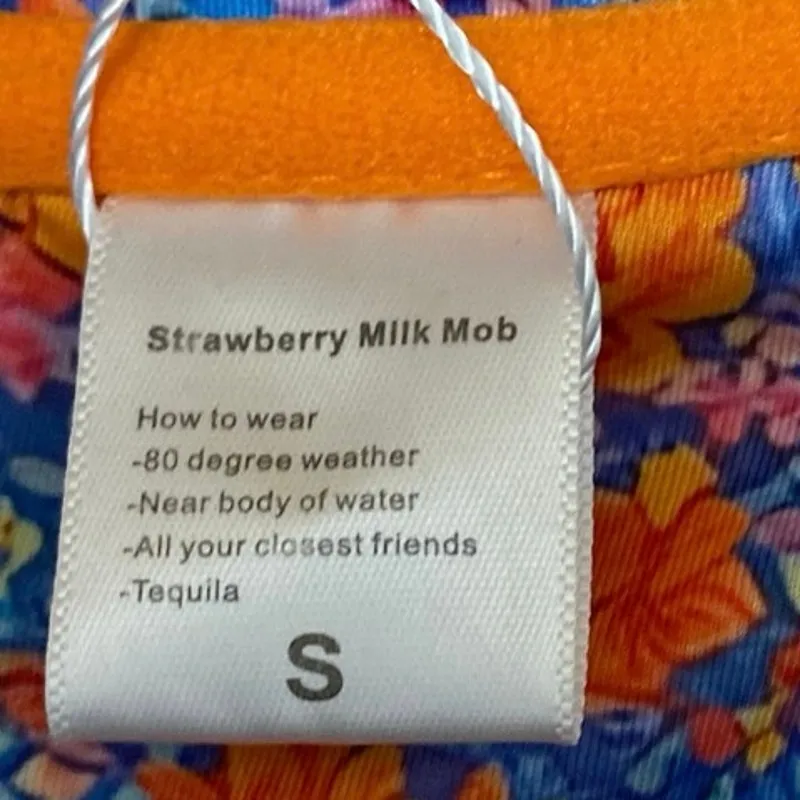 Strawberry Milk Mob
How to wear
-80 degree weather
-Near body of water
-All your closest friends
-Tequila
S